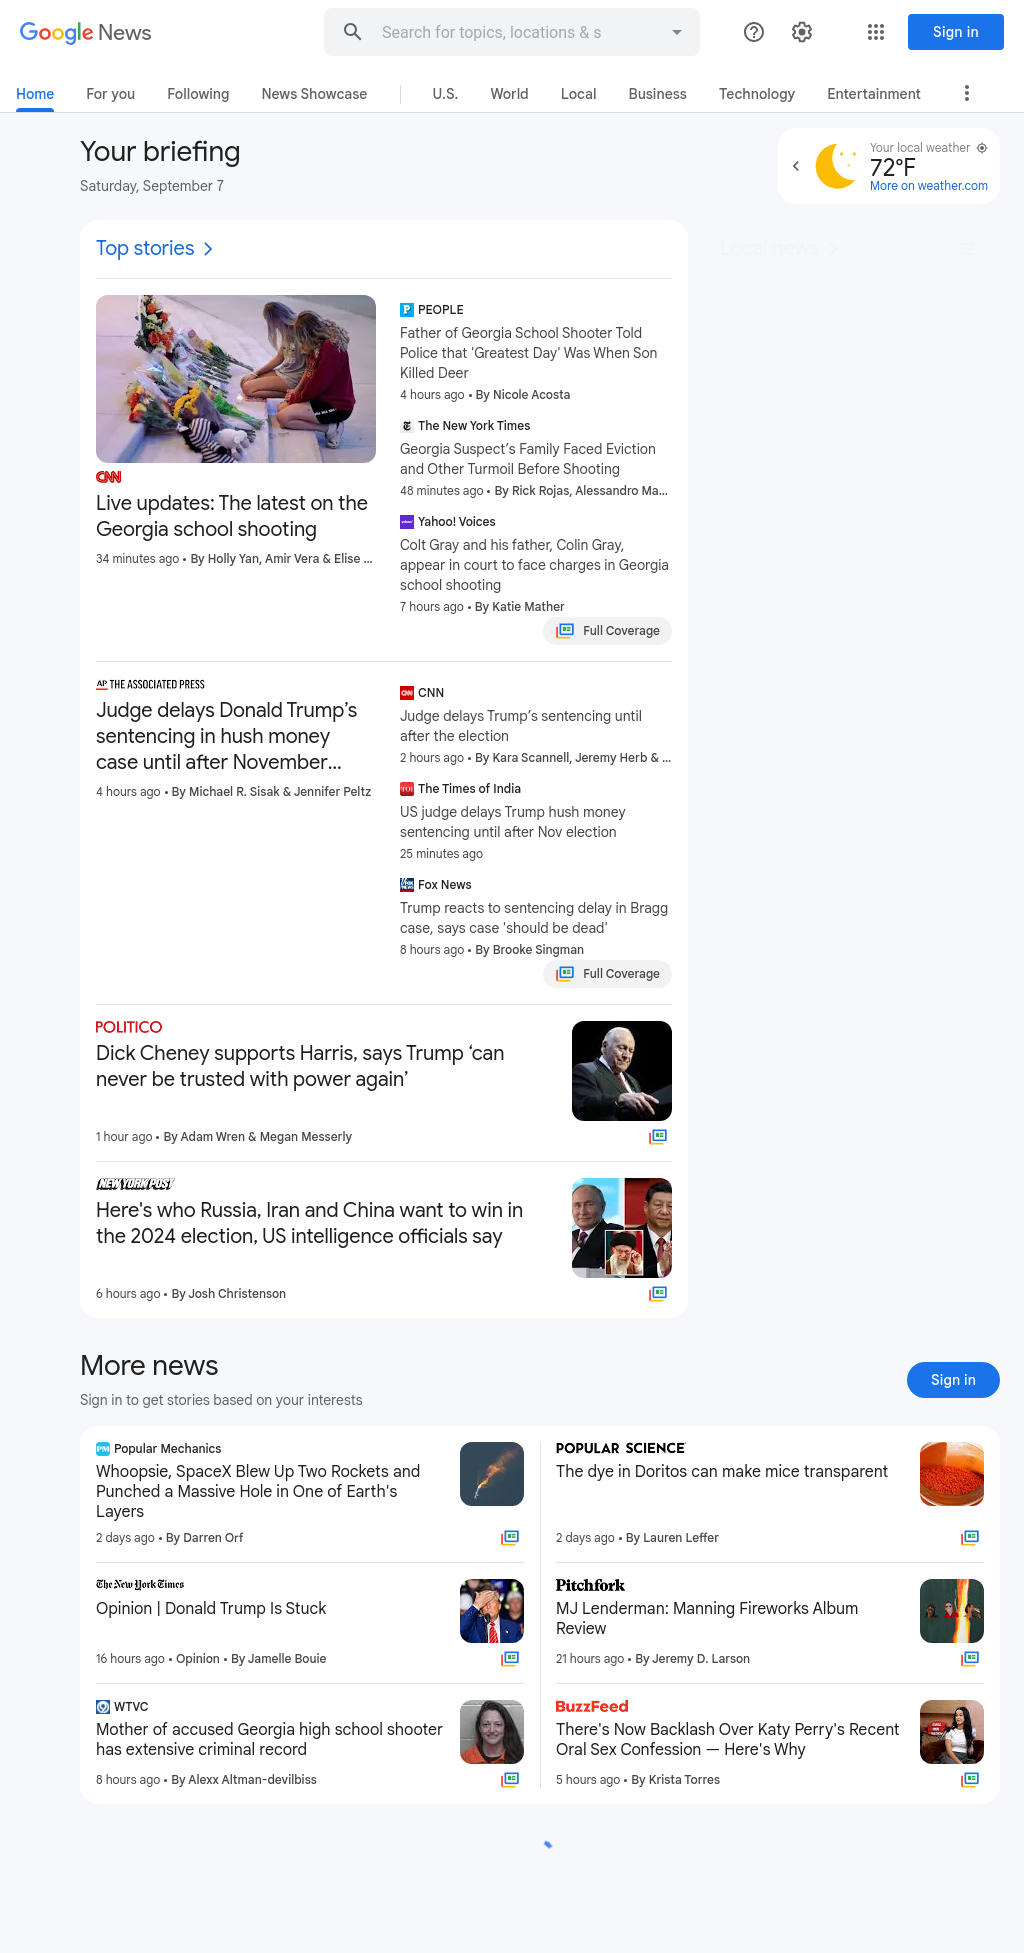 Google News
Search for topics, locations & s
Sign in
Home
For you
Following
News Showcase
U.S.
World
Local
Business
Technology
Entertainment
Your briefing
Saturday, September 7
Your local weather
72°F
More on weather.com
Top stories
Local news
CNN
Live updates: The latest on the
Georgia school shooting
34 minutes ago • By Holly Yan, Amir Vera & Elise ...
PEOPLE
Father of Georgia School Shooter Told
Police that 'Greatest Day' Was When Son
Killed Deer
4 hours ago • By Nicole Acosta
The New York Times
Georgia Suspect’s Family Faced Eviction
and Other Turmoil Before Shooting
48 minutes ago • By Rick Rojas, Alessandro Ma...
Yahoo! Voices
Colt Gray and his father, Colin Gray,
appear in court to face charges in Georgia
school shooting
7 hours ago • By Katie Mather
Full Coverage
AP THE ASSOCIATED PRESS
Judge delays Donald Trump’s
sentencing in hush money
case until after November...
4 hours ago • By Michael R. Sisak & Jennifer Peltz
CNN
Judge delays Trump’s sentencing until
after the election
2 hours ago • By Kara Scannell, Jeremy Herb & ...
The Times of India
US judge delays Trump hush money
sentencing until after Nov election
25 minutes ago
Fox News
Trump reacts to sentencing delay in Bragg
case, says case 'should be dead'
8 hours ago • By Brooke Singman
Full Coverage
POLITICO
Dick Cheney supports Harris, says Trump ‘can
never be trusted with power again’
1 hour ago • By Adam Wren & Megan Messerly
NEW YORK POST
Here's who Russia, Iran and China want to win in
the 2024 election, US intelligence officials say
6 hours ago • By Josh Christenson
More news
Sign in to get stories based on your interests
Sign in
PM Popular Mechanics
Whoopsie, SpaceX Blew Up Two Rockets and
Punched a Massive Hole in One of Earth's
Layers
2 days ago • By Darren Orf
POPULAR SCIENCE
The dye in Doritos can make mice transparent
2 days ago • By Lauren Leffer
The New York Times
Opinion | Donald Trump Is Stuck
16 hours ago • Opinion • By Jamelle Bouie
Pitchfork
MJ Lenderman: Manning Fireworks Album
Review
21 hours ago • By Jeremy D. Larson
WTVC
Mother of accused Georgia high school shooter
has extensive criminal record
8 hours ago • By Alexx Altman-devilbiss
BuzzFeed
There's Now Backlash Over Katy Perry's Recent
Oral Sex Confession — Here's Why
5 hours ago • By Krista Torres